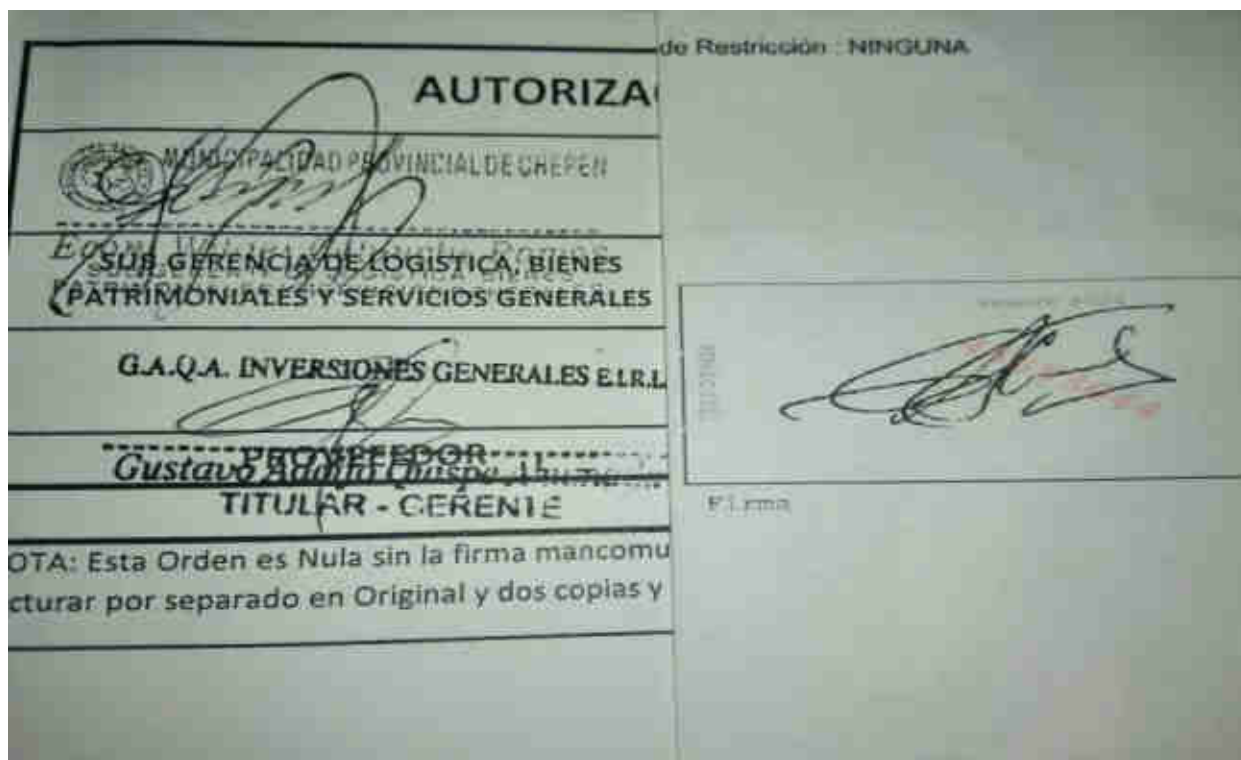 de Restricción : NINGUNA
AUTORIZA
MUNICIPALIDAD PROVINCIAL DE CHEPEN
SUB GERENCIA DE LOGISTICA, BIENES
PATRIMONIALES Y SERVICIOS GENERALES
G.A.Q.A. INVERSIONES GENERALES E.I.R.L
PROVEEDOR
Gustavo Adolfo Quispe
TITULAR - GERENTE
OTA: Esta Orden es Nula sin la firma mancomu
cturar por separado en Original y dos copias y
Firma